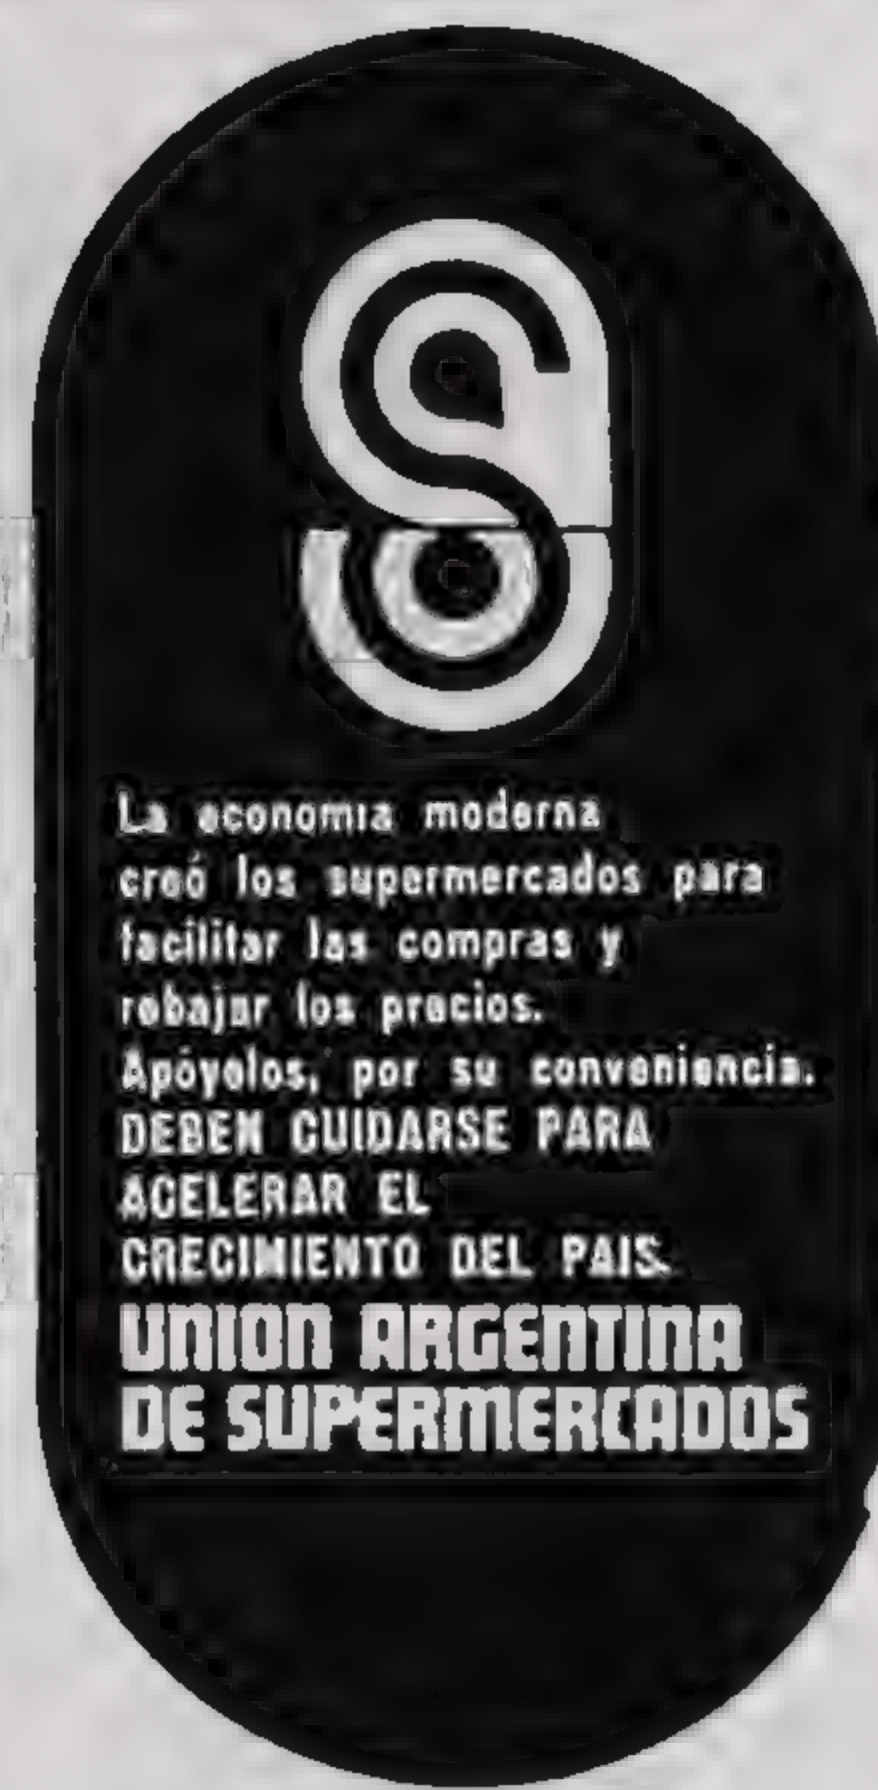 La economia moderna
creó los supermercados para
facilitar las compras y
rebajar los precios.
Apóyelos, por su conveniencia.
DEBEN CUIDARSE PARA
ACELERAR EL
CRECIMIENTO DEL PAIS.
UNION ARGENTINA
DE SUPERMERCADOS